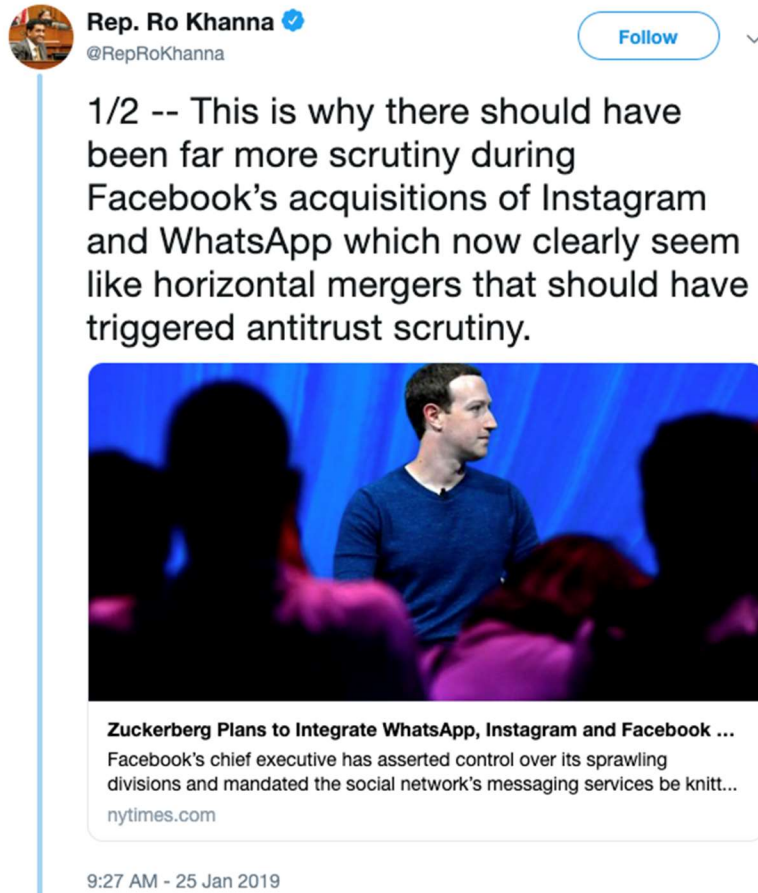 Rep. Ro Khanna
@RepRoKhanna
Follow
1/2 -- This is why there should have
been far more scrutiny during
Facebook’s acquisitions of Instagram
and WhatsApp which now clearly seem
like horizontal mergers that should have
triggered antitrust scrutiny.
Zuckerberg Plans to Integrate WhatsApp, Instagram and Facebook ...
Facebook’s chief executive has asserted control over its sprawling
divisions and mandated the social network’s messaging services be knitt...
nytimes.com
9:27 AM - 25 Jan 2019